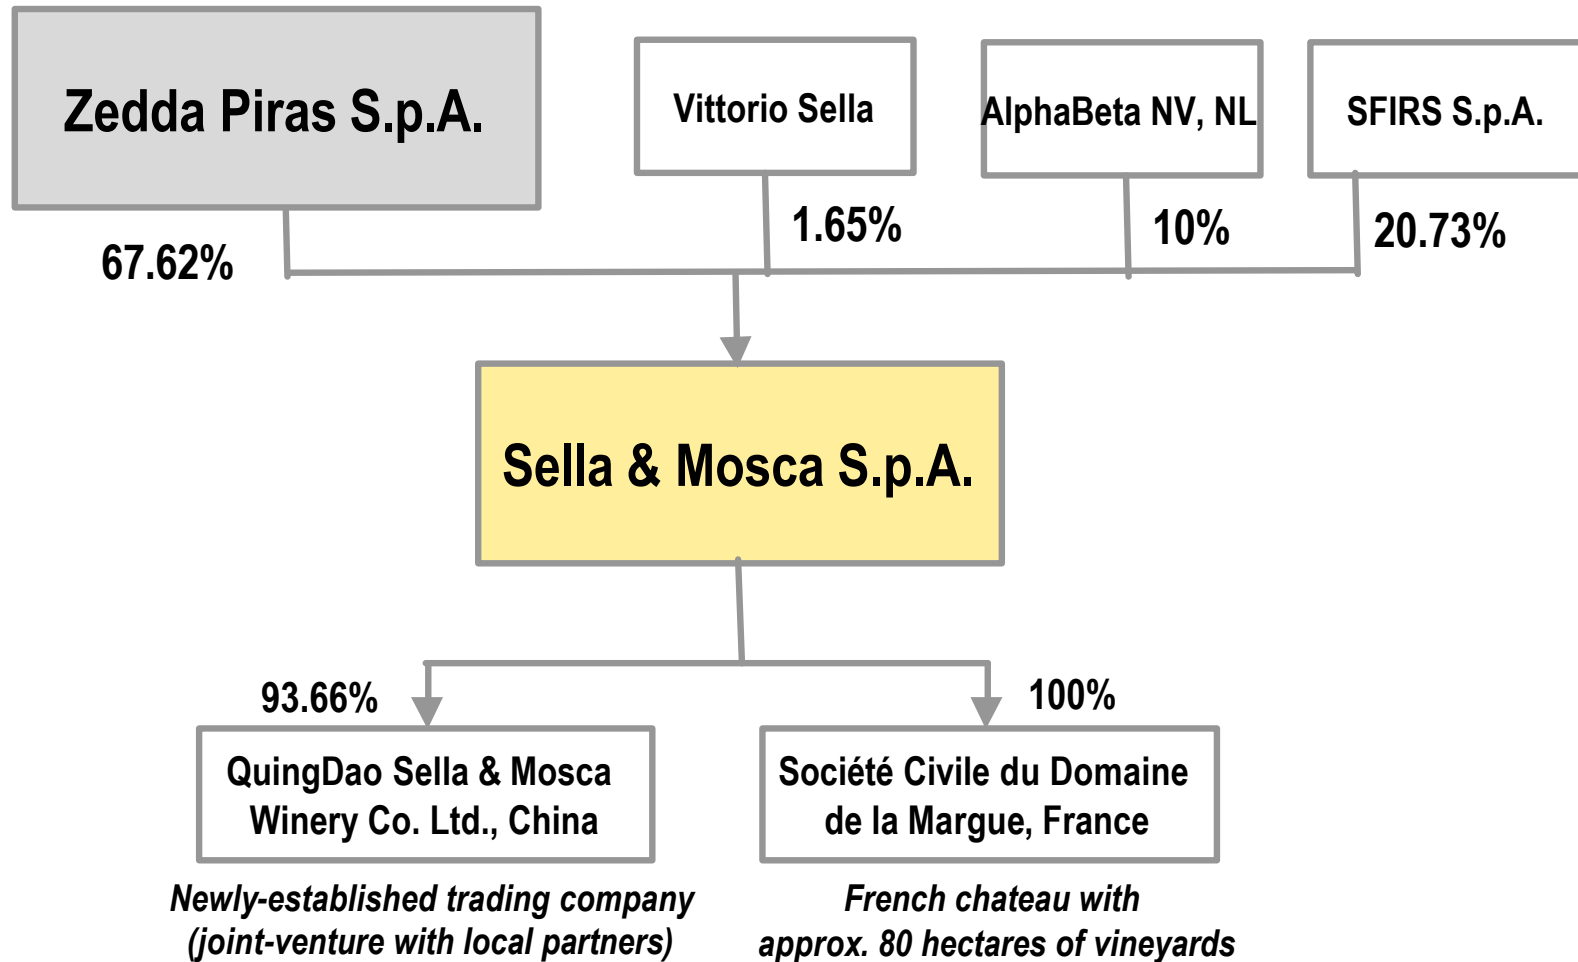 Zedda Piras S.p.A.
Vittorio Sella
AlphaBeta NV, NL
SFIRS S.p.A.
67.62%
1.65%
10%
20.73%
Sella & Mosca S.p.A.
93.66%
100%
QuingDao Sella & Mosca
Winery Co. Ltd., China
Société Civile du Domaine
de la Margue, France
Newly-established trading company
(joint-venture with local partners)
French chateau with
approx. 80 hectares of vineyards